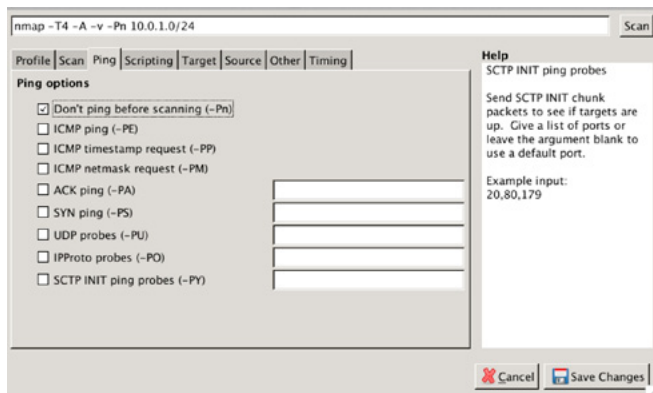 nmap -T4 -A -v -Pn 10.0.1.0/24
Scan
Profile Scan Ping Scripting Target Source Other Timing
Ping options
Don't ping before scanning (-Pn)
ICMP ping (-PE)
ICMP timestamp request (-PP)
ICMP netmask request (-PM)
ACK ping (-PA)
SYN ping (-PS)
UDP probes (-PU)
IPProto probes (-PO)
SCTP INIT ping probes (-PY)
Help
SCTP INIT ping probes
Send SCTP INIT chunk
packets to see if targets are
up. Give a list of ports or
leave the argument blank to
use a default port.
Example input:
20,80,179
Cancel
Save Changes